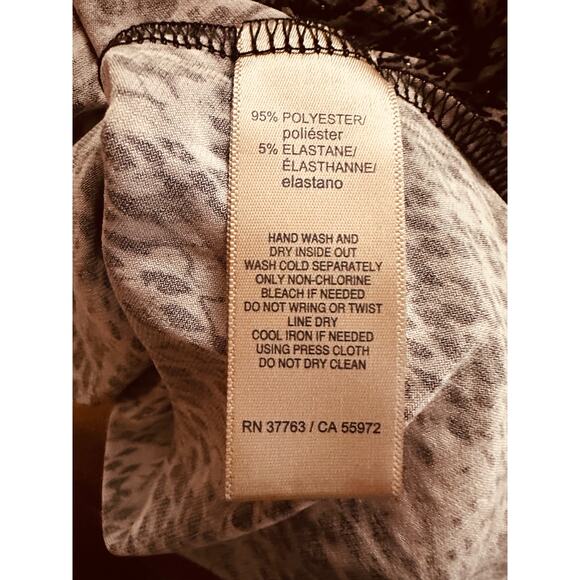 95% POLYESTER/
poliéster
5% ELASTANE/
ÉLASTHANNE/
elastano
HAND WASH AND
DRY INSIDE OUT
WASH COLD SEPARATELY
ONLY NON-CHLORINE
BLEACH IF NEEDED
DO NOT WRING OR TWIST
LINE DRY
COOL IRON IF NEEDED
USING PRESS CLOTH
DO NOT DRY CLEAN
RN 37763 / CA 55972